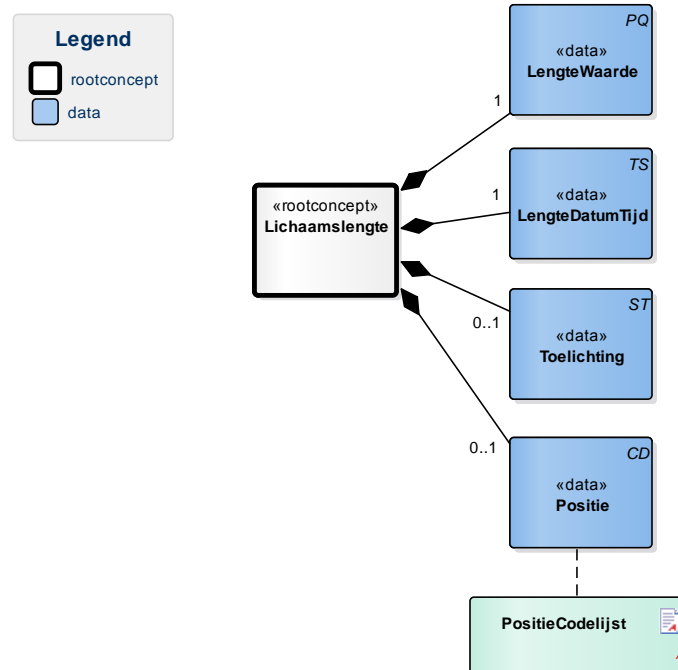 Legend
rootconcept
data
«rootconcept»
Lichaamslengte
PQ
«data»
LengteWaarde
1
TS
«data»
LengteDatumTijd
1
ST
«data»
Toelichting
0..1
CD
«data»
Positie
0..1
PositieCodelijst